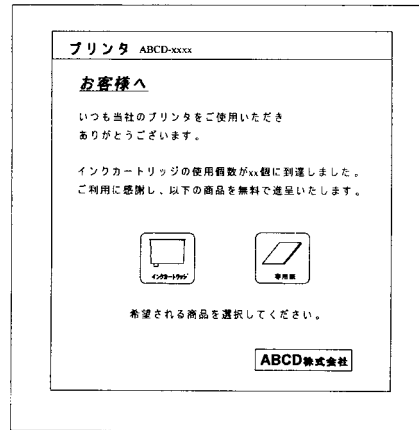 プリンタ ABCD-xxxx
お客様へ
いつも当社のプリンタをご使用いただき
ありがとうございます。
インクカートリッジの使用個数がxx個に到達しました。
ご利用に感謝し、以下の商品を無料で進呈いたします。
インクカートリッジ 専用紙
希望される商品を選択してください。
ABCD株式会社